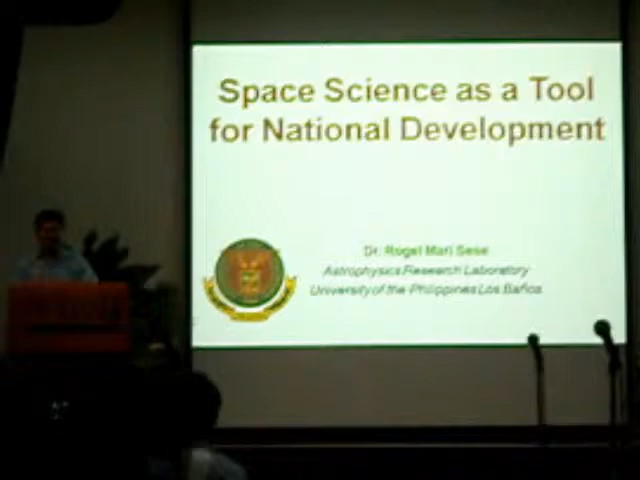 Space Science as a Tool
for National Development
Dr. Rogel Mari Sese
Astrophysics Research Laboratory
University of the Philippines Los Baños